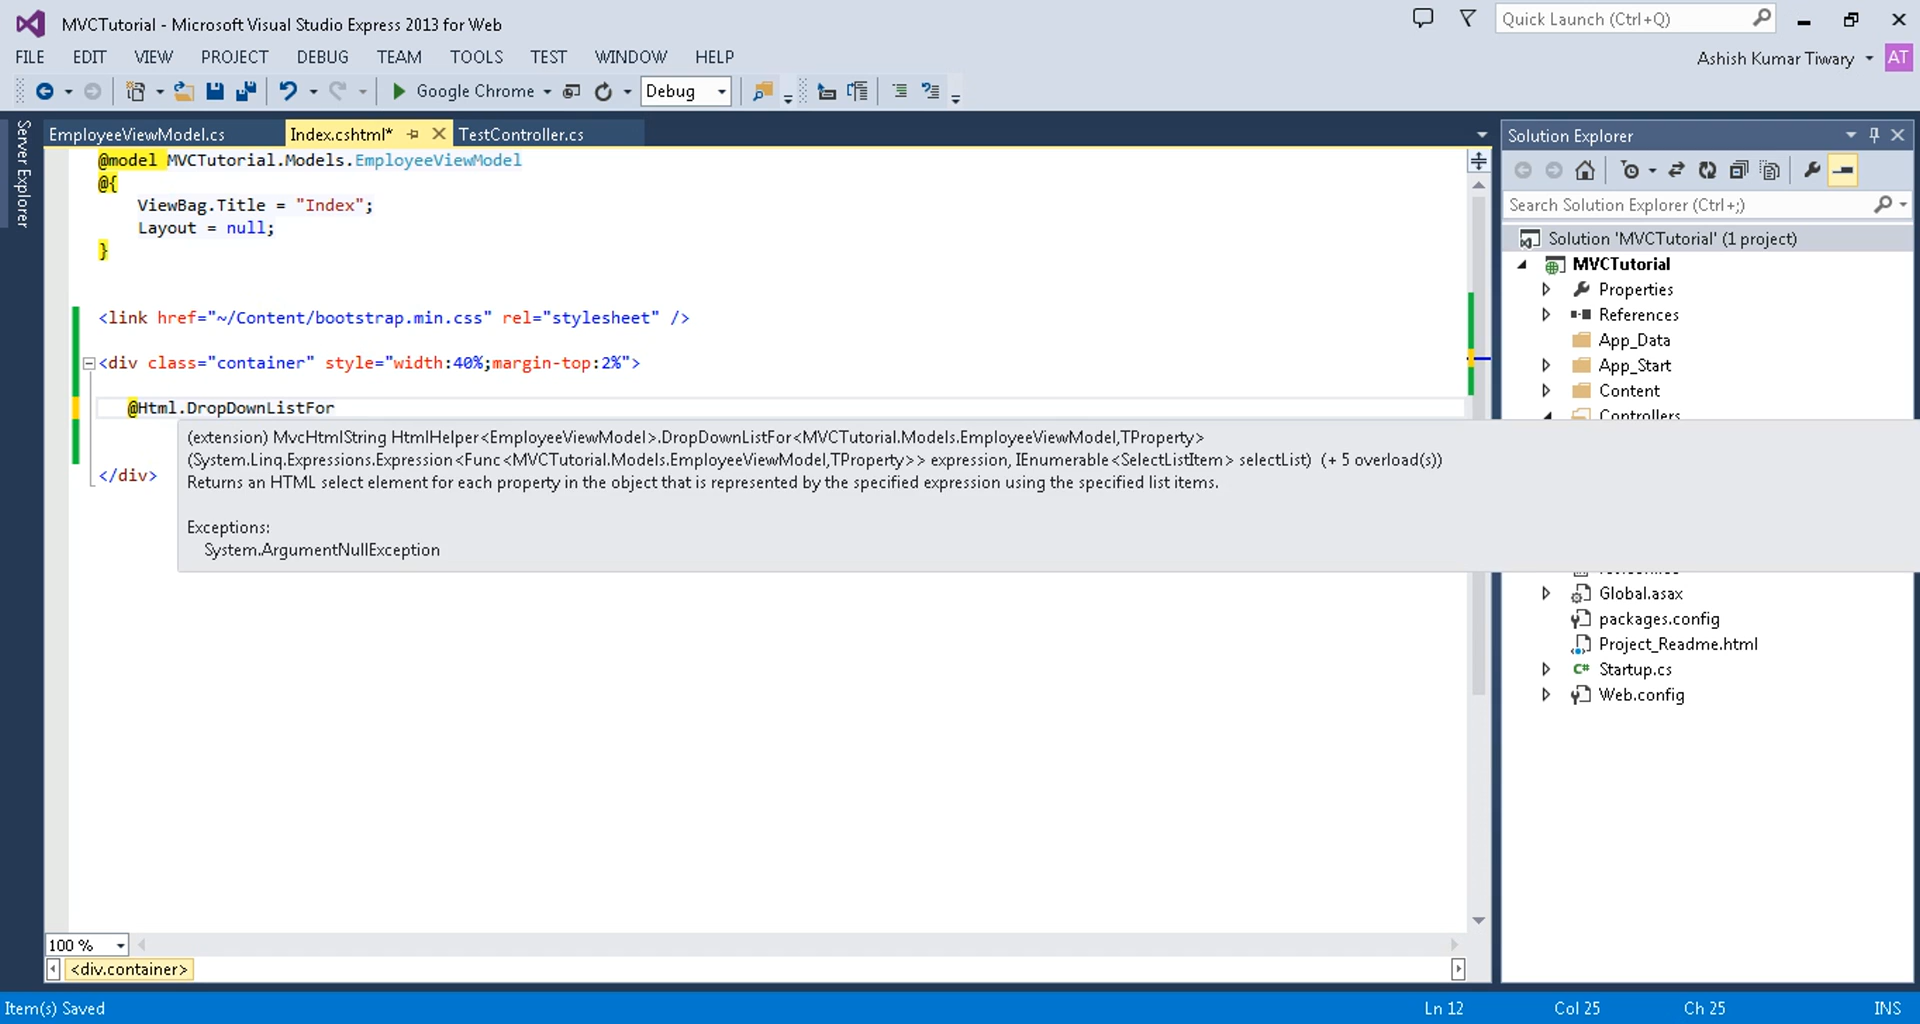 MVCTutorial - Microsoft Visual Studio Express 2013 for Web
Quick Launch (Ctrl+Q)
FILE EDIT VIEW PROJECT DEBUG TEAM TOOLS TEST WINDOW HELP
Ashish Kumar Tiwary AT
Google Chrome Debug
Server Explorer
EmployeeViewModel.cs Index.cshtml* TestController.cs
@model MVCTutorial.Models.EmployeeViewModel
@{
ViewBag.Title = "Index";
Layout = null;
}
<link href="~/Content/bootstrap.min.css" rel="stylesheet" />
<div class="container" style="width:40%;margin-top:2%">
@Html.DropDownListFor
(extension) MvcHtmlString HtmlHelper<EmployeeViewModel>.DropDownListFor<MVCTutorial.Models.EmployeeViewModel,TProperty>
(System.Linq.Expressions.Expression<Func<MVCTutorial.Models.EmployeeViewModel,TProperty>> expression, IEnumerable<SelectListItem> selectList) (+ 5 overload(s))
Returns an HTML select element for each property in the object that is represented by the specified expression using the specified list items.
Exceptions:
System.ArgumentNullException
</div>
Solution Explorer
Search Solution Explorer (Ctrl+;)
Solution 'MVCTutorial' (1 project)
MVCTutorial
Properties
References
App_Data
App_Start
Content
Controllers
Global.asax
packages.config
Project_Readme.html
C# Startup.cs
Web.config
100 %
<div.container>
Item(s) Saved
Ln 12 Col 25 Ch 25 INS